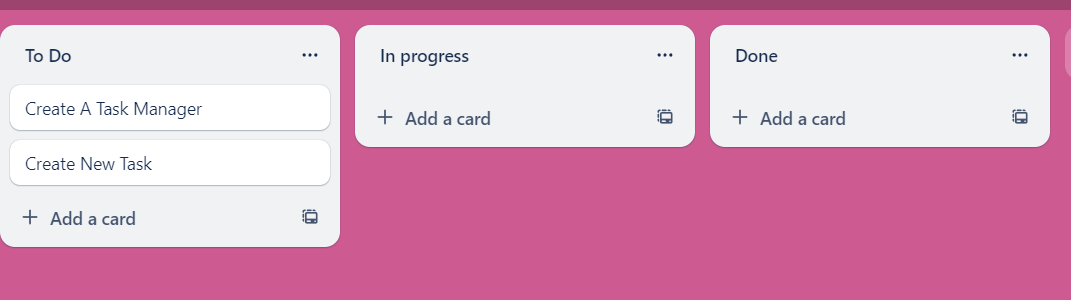 To Do
Create A Task Manager
Create New Task
Add a card
In progress
Add a card
Done
Add a card